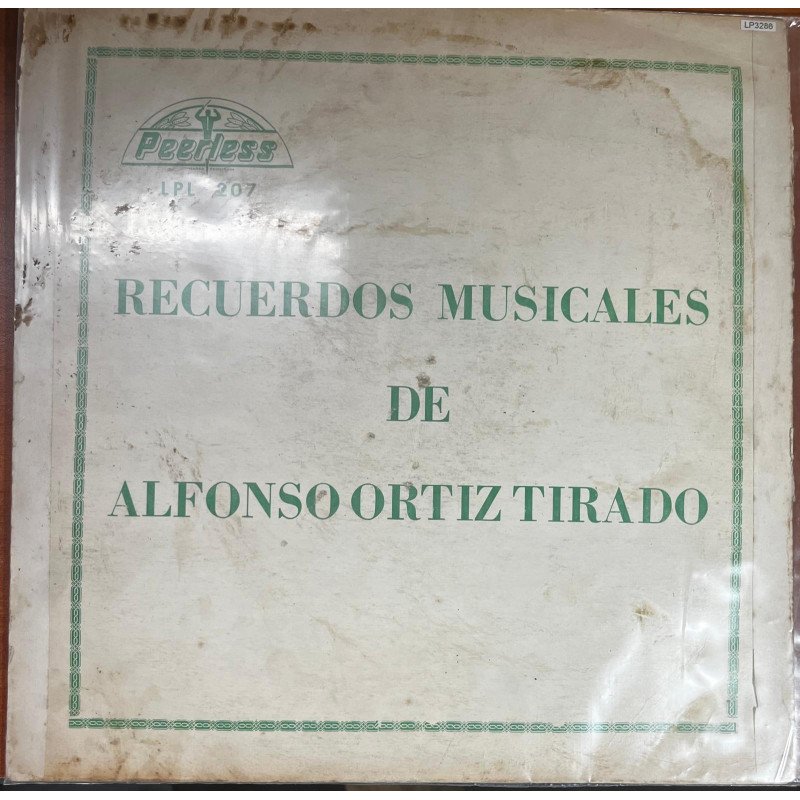 LP3286
Peerless
LPL 207
RECUERDOS MUSICALES
DE
ALFONSO ORTIZ TIRADO